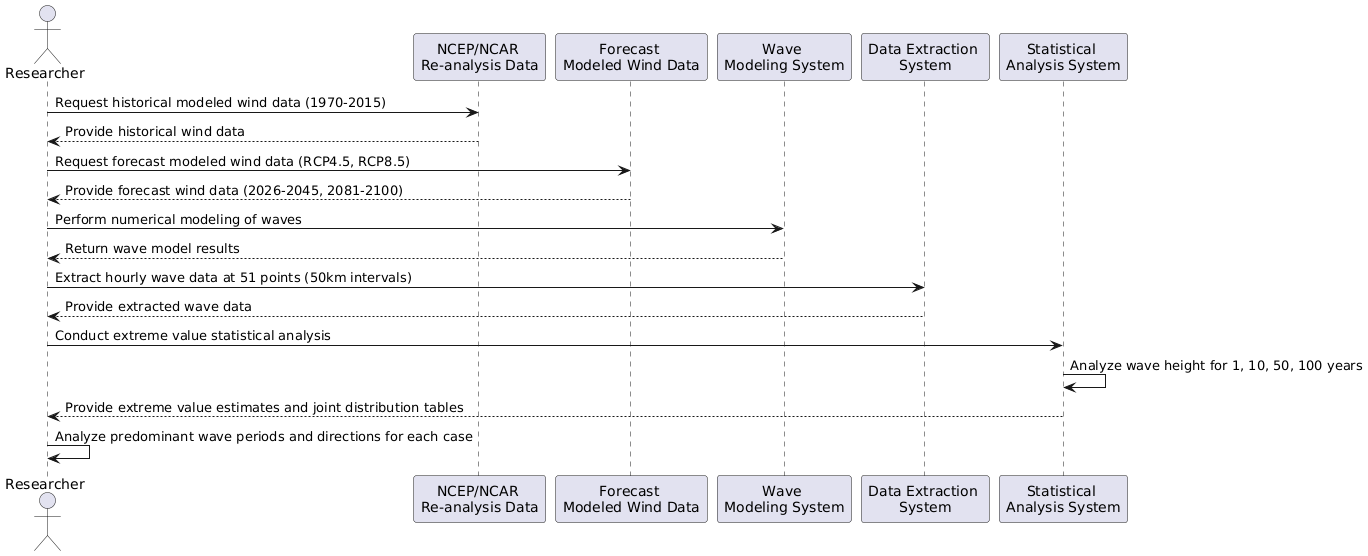 Researcher
NCEP/NCAR
Re-analysis Data
Forecast
Modeled Wind Data
Wave
Modeling System
Data Extraction
System
Statistical
Analysis System
Request historical modeled wind data (1970-2015)
Provide historical wind data
Request forecast modeled wind data (RCP4.5, RCP8.5)
Provide forecast wind data (2026-2045, 2081-2100)
Perform numerical modeling of waves
Return wave model results
Extract hourly wave data at 51 points (50km intervals)
Provide extracted wave data
Conduct extreme value statistical analysis
Analyze wave height for 1, 10, 50, 100 years
Provide extreme value estimates and joint distribution tables
Analyze predominant wave periods and directions for each case
Researcher
NCEP/NCAR
Re-analysis Data
Forecast
Modeled Wind Data
Wave
Modeling System
Data Extraction
System
Statistical
Analysis System